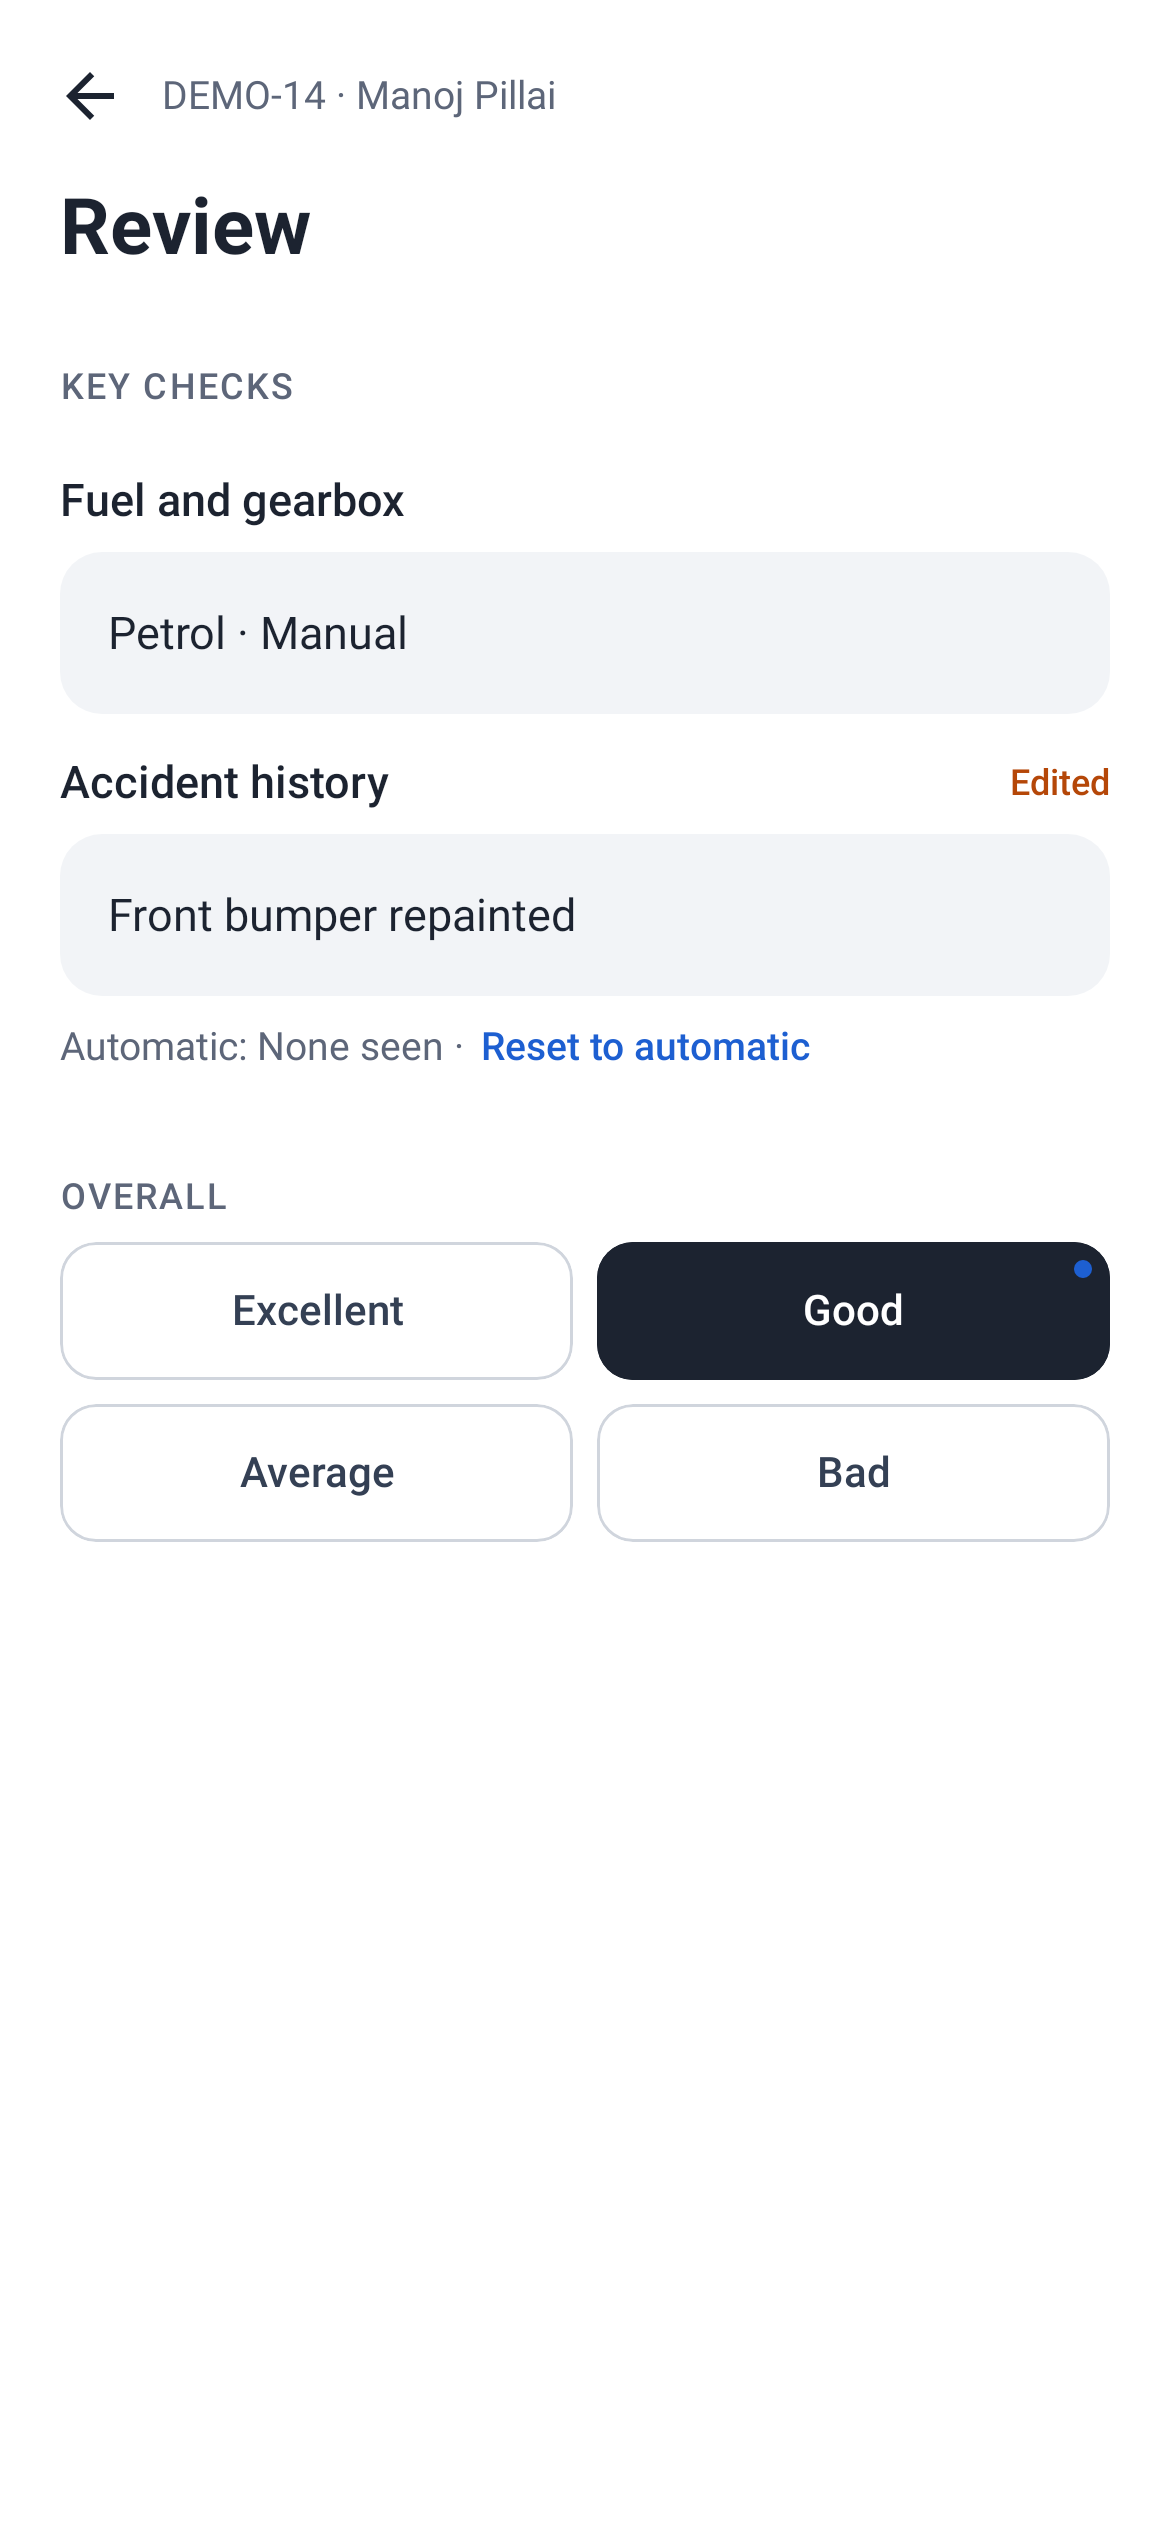 DEMO-14 · Manoj Pillai
Review
KEY CHECKS
Fuel and gearbox
Petrol · Manual
Accident history
Edited
Front bumper repainted
Automatic: None seen · Reset to automatic
OVERALL
Excellent
Good
Average
Bad